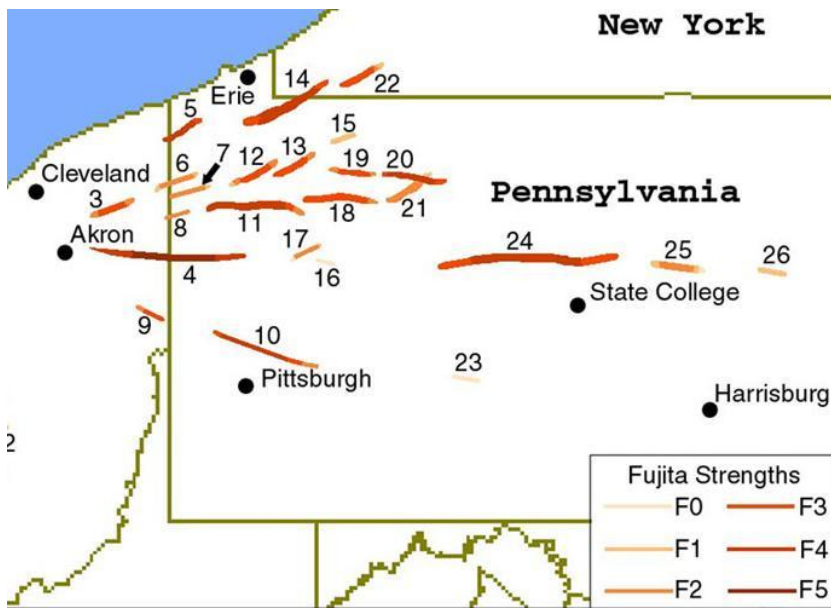 New York
14
22
Erie
5
15
7
6
12
13
19
20
Cleveland
Pennsylvania
3
8
11
18
21
Akron
17
24
25
26
4
16
State College
9
10
23
Pittsburgh
Harrisburg
2
Fujita Strengths
F0 F3
F1 F4
F2 F5